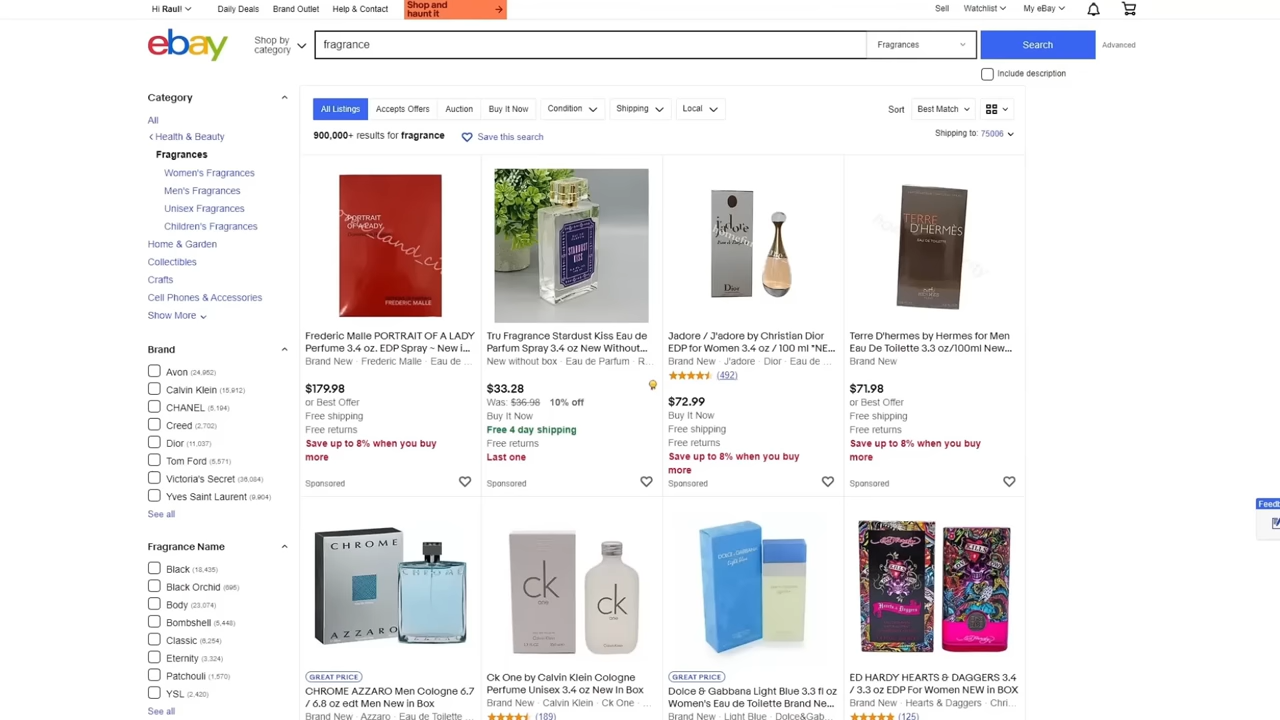 Hi Raul!
Daily Deals
Brand Outlet
Help & Contact
Shop and
haunt it
Sell
Watchlist
My eBay
ebay
Shop by
category
fragrance
Fragrances
Search
Advanced
Include description
Category
All
Health & Beauty
Fragrances
Women's Fragrances
Men's Fragrances
Unisex Fragrances
Children's Fragrances
Home & Garden
Collectibles
Crafts
Cell Phones & Accessories
Show More
Brand
Avon (24,962)
Calvin Klein (15,912)
CHANEL (5,194)
Creed (2,702)
Dior (11,037)
Tom Ford (5,571)
Victoria's Secret (36,084)
Yves Saint Laurent (9,904)
See all
Fragrance Name
Black (18,435)
Black Orchid (695)
Body (23,074)
Bombshell (5,448)
Classic (6,254)
Eternity (3,324)
Patchouli (1,570)
YSL (2,420)
See all
All Listings
Accepts Offers
Auction
Buy It Now
Condition
Shipping
Local
Sort
Best Match
900,000+ results for fragrance
Save this search
Shipping to: 75006
PORTRAIT
OF A LADY
FREDERIC MALLE
Frederic Malle PORTRAIT OF A LADY
Perfume 3.4 oz. EDP Spray ~ New i...
Brand New · Frederic Malle · Eau de ...
$179.98
or Best Offer
Free shipping
Free returns
Save up to 8% when you buy
more
Sponsored
STARDUST
KISS
Tru Fragrance Stardust Kiss Eau de
Parfum Spray 3.4 oz New Without...
New without box · Eau de Parfum · R...
$33.28
Was: $36.98 10% off
Buy It Now
Free 4 day shipping
Free returns
Last one
Sponsored
j'adore
Dior
Jadore / J'adore by Christian Dior
EDP for Women 3.4 oz / 100 ml *NE...
Brand New · J'adore · Dior · Eau de ...
(492)
$72.99
Buy It Now
Free shipping
Free returns
Save up to 8% when you buy
more
Sponsored
TERRE
D'HERMÈS
EAU DE TOILETTE
Terre D'hermes by Hermes for Men
Eau De Toilette 3.3 oz/100ml New...
Brand New
$71.98
or Best Offer
Free shipping
Free returns
Save up to 8% when you buy
more
Sponsored
CHROME
AZZARO
GREAT PRICE
CHROME AZZARO Men Cologne 6.7
/ 6.8 oz edt Men New in Box
Brand New · Azzaro · Eau de Toilette ...
ck
one
ck
one
Ck One by Calvin Klein Cologne
Perfume Unisex 3.4 oz New In Box
Brand New · Calvin Klein · Ck One · ...
(189)
DOLCE & GABBANA
Light Blue
GREAT PRICE
Dolce & Gabbana Light Blue 3.3 fl oz
Women's Eau de Toilette Brand Ne...
Brand New · Light Blue · Dolce&Gab...
Ed Hardy
Hearts & Daggers
ED HARDY HEARTS & DAGGERS 3.4
/ 3.3 oz EDP For Women NEW in BOX
Brand New · Hearts & Daggers · Chri...
(125)